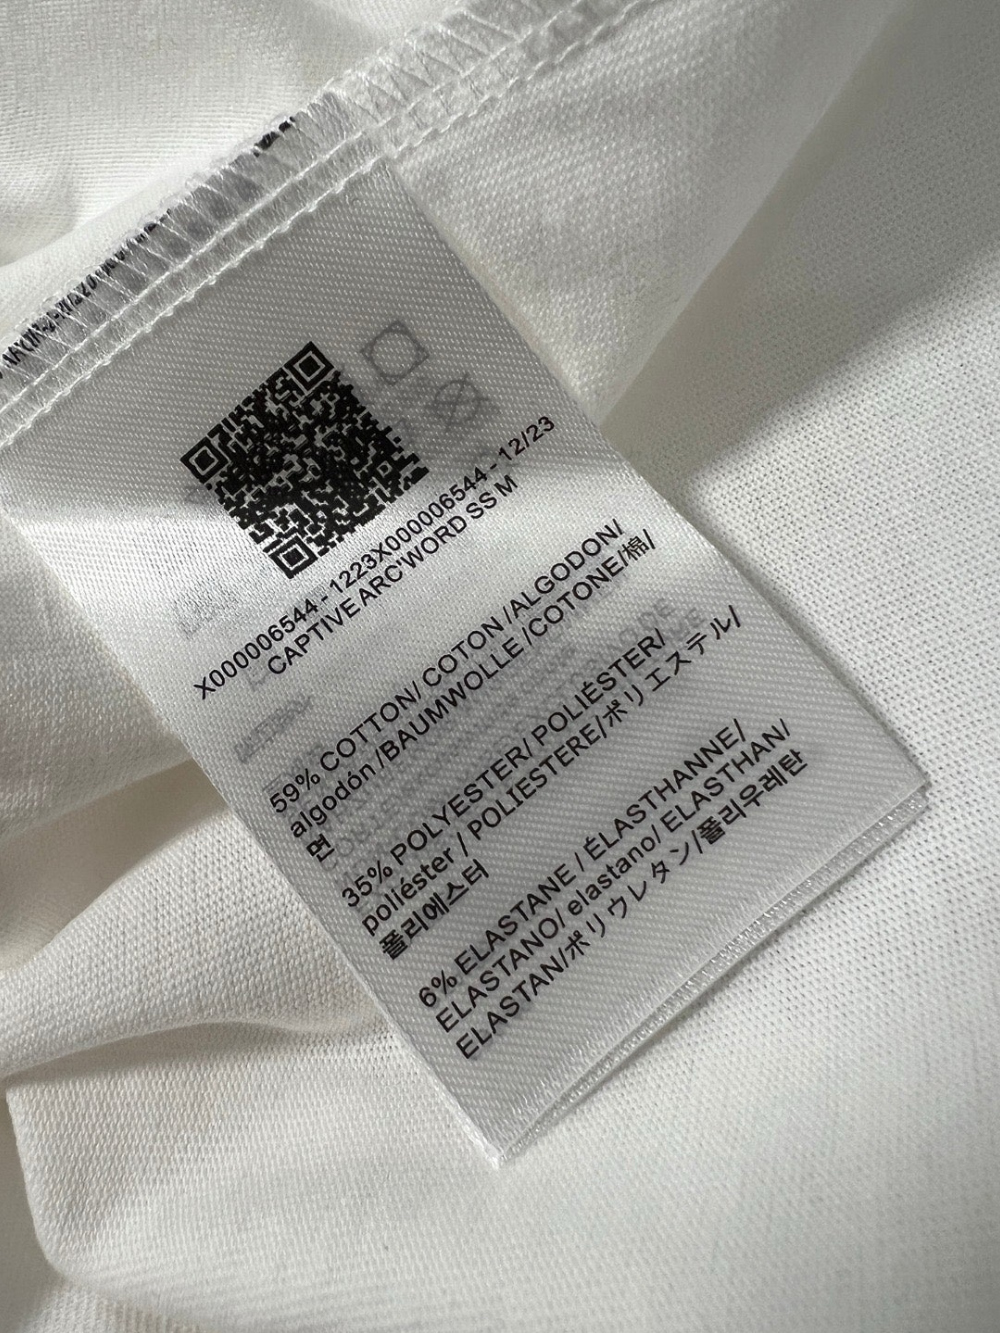 X000006544-1223X000006544-12/23
CAPTIVE ARC'WORD SS M
59% COTTON/ COTON /ALGODON/
algodón /BAUMWOLLE /COTONE/棉/
면
35% POLYESTER/ POLIÉSTER/
poliéster / POLIESTERE/ポリエステル/
폴리에스터
6% ELASTANE / ÉLASTHANNE/
ELASTANO/ elastano/ ELASTHAN/
ELASTAN/ポリウレタン/폴리우레탄